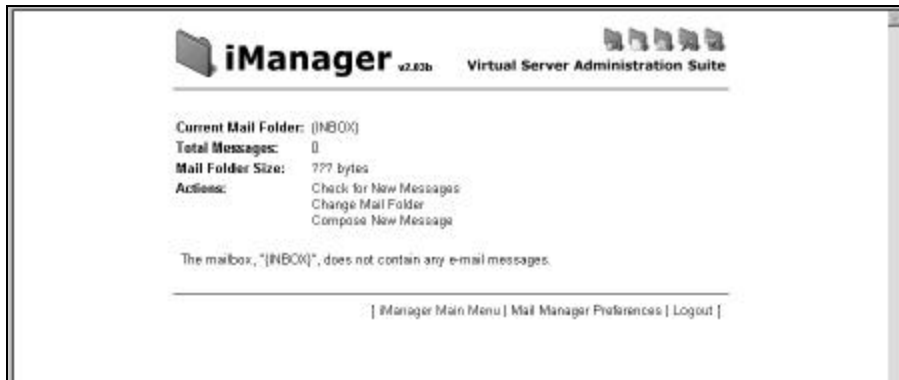 iManager v2.03b Virtual Server Administration Suite
Current Mail Folder: {INBOX}
Total Messages: 0
Mail Folder Size: ??? bytes
Actions: Check for New Messages
Change Mail Folder
Compose New Message
The mailbox, "{INBOX}", does not contain any e-mail messages.
[ iManager Main Menu | Mail Manager Preferences | Logout ]